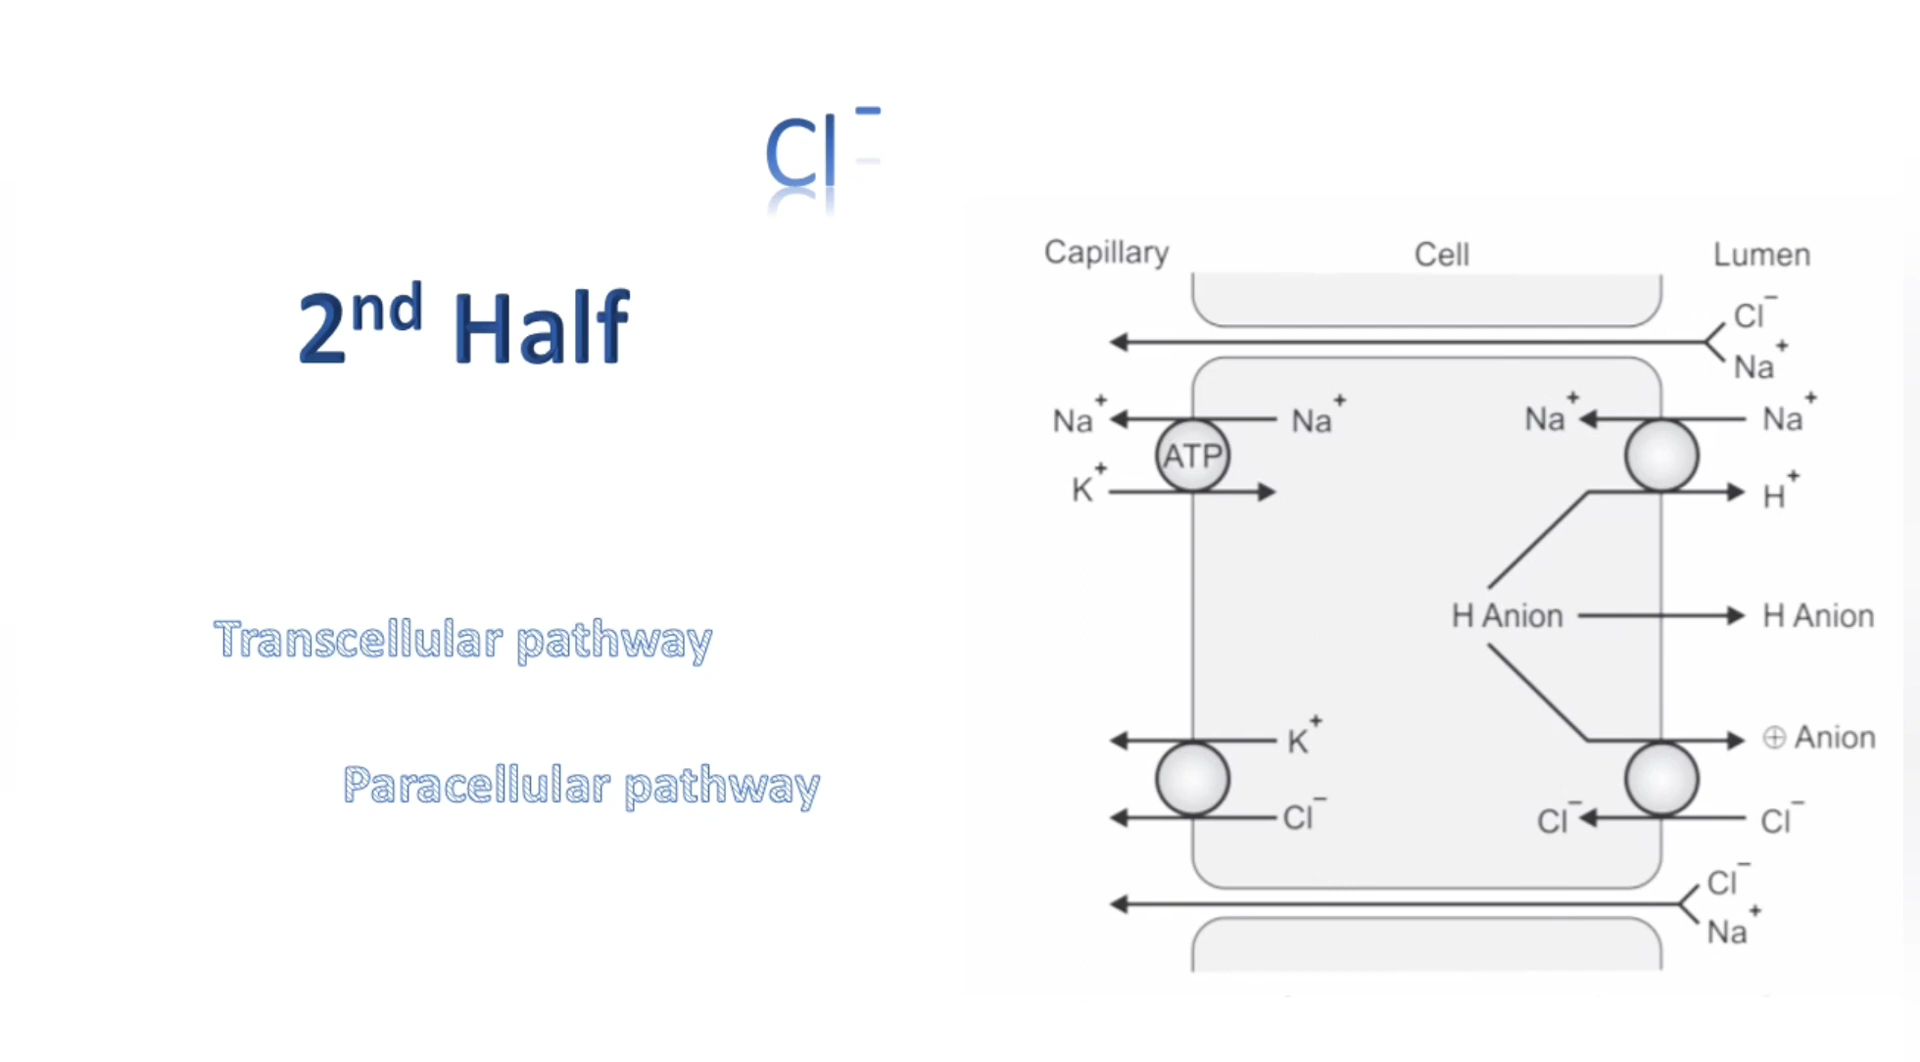 Cl⁻
2ⁿᵈ Half
Transcellular pathway
Paracellular pathway
Capillary Cell Lumen
Cl⁻
Na⁺
Na⁺ Na⁺ Na⁺ Na⁺
ATP
K⁺ H⁺
H Anion H Anion
K⁺ ⊕ Anion
Cl⁻ Cl⁻ Cl⁻
Cl⁻
Na⁺